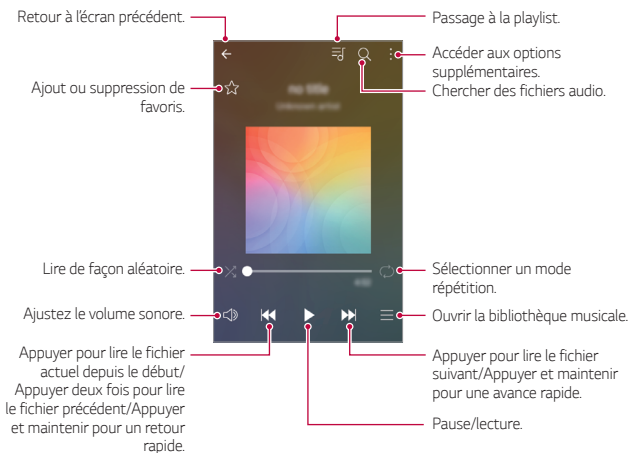 Retour à l'écran précédent.
Ajout ou suppression de
favoris.
Lire de façon aléatoire.
Ajustez le volume sonore.
Appuyer pour lire le fichier
actuel depuis le début/
Appuyer deux fois pour lire
le fichier précédent/Appuyer
et maintenir pour un retour
rapide.
no title
Unknown artist
Passage à la playlist.
Accéder aux options
supplémentaires.
Chercher des fichiers audio.
Sélectionner un mode
répétition.
Ouvrir la bibliothèque musicale.
Appuyer pour lire le fichier
suivant/Appuyer et maintenir
pour une avance rapide.
Pause/lecture.